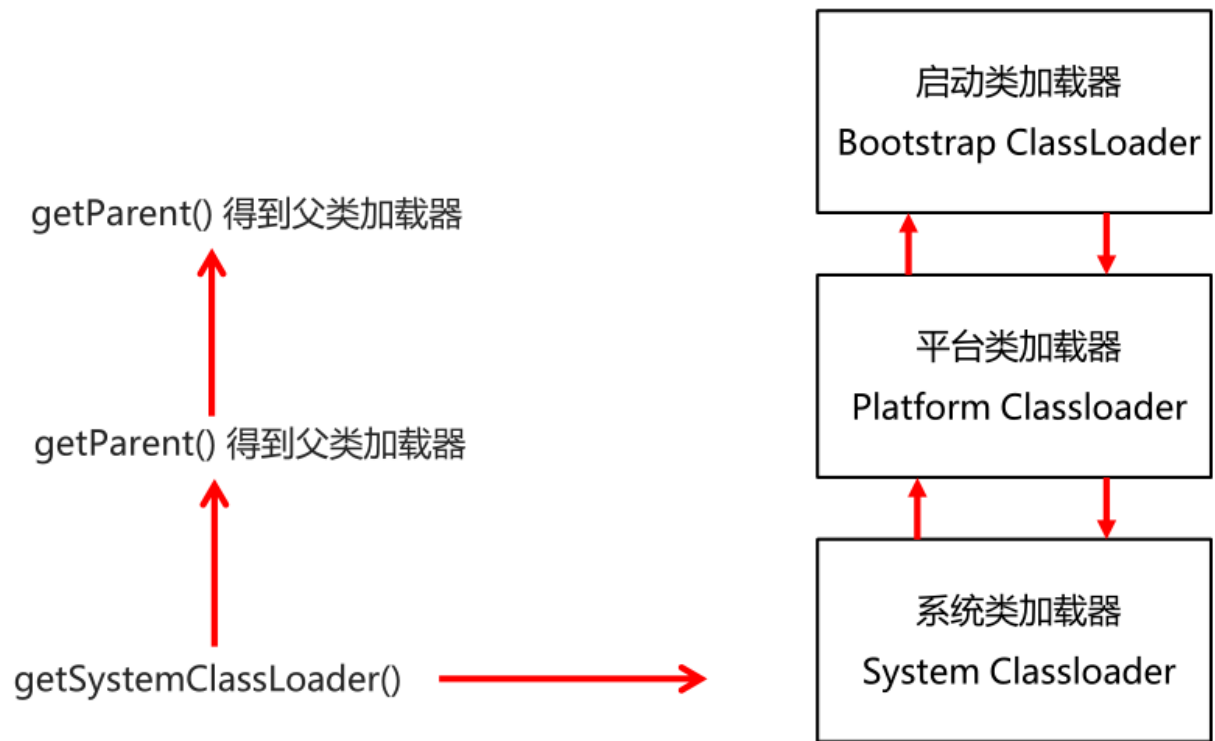 启动类加载器
Bootstrap ClassLoader
getParent() 得到父类加载器
平台类加载器
Platform Classloader
getParent() 得到父类加载器
系统类加载器
System Classloader
getSystemClassLoader()